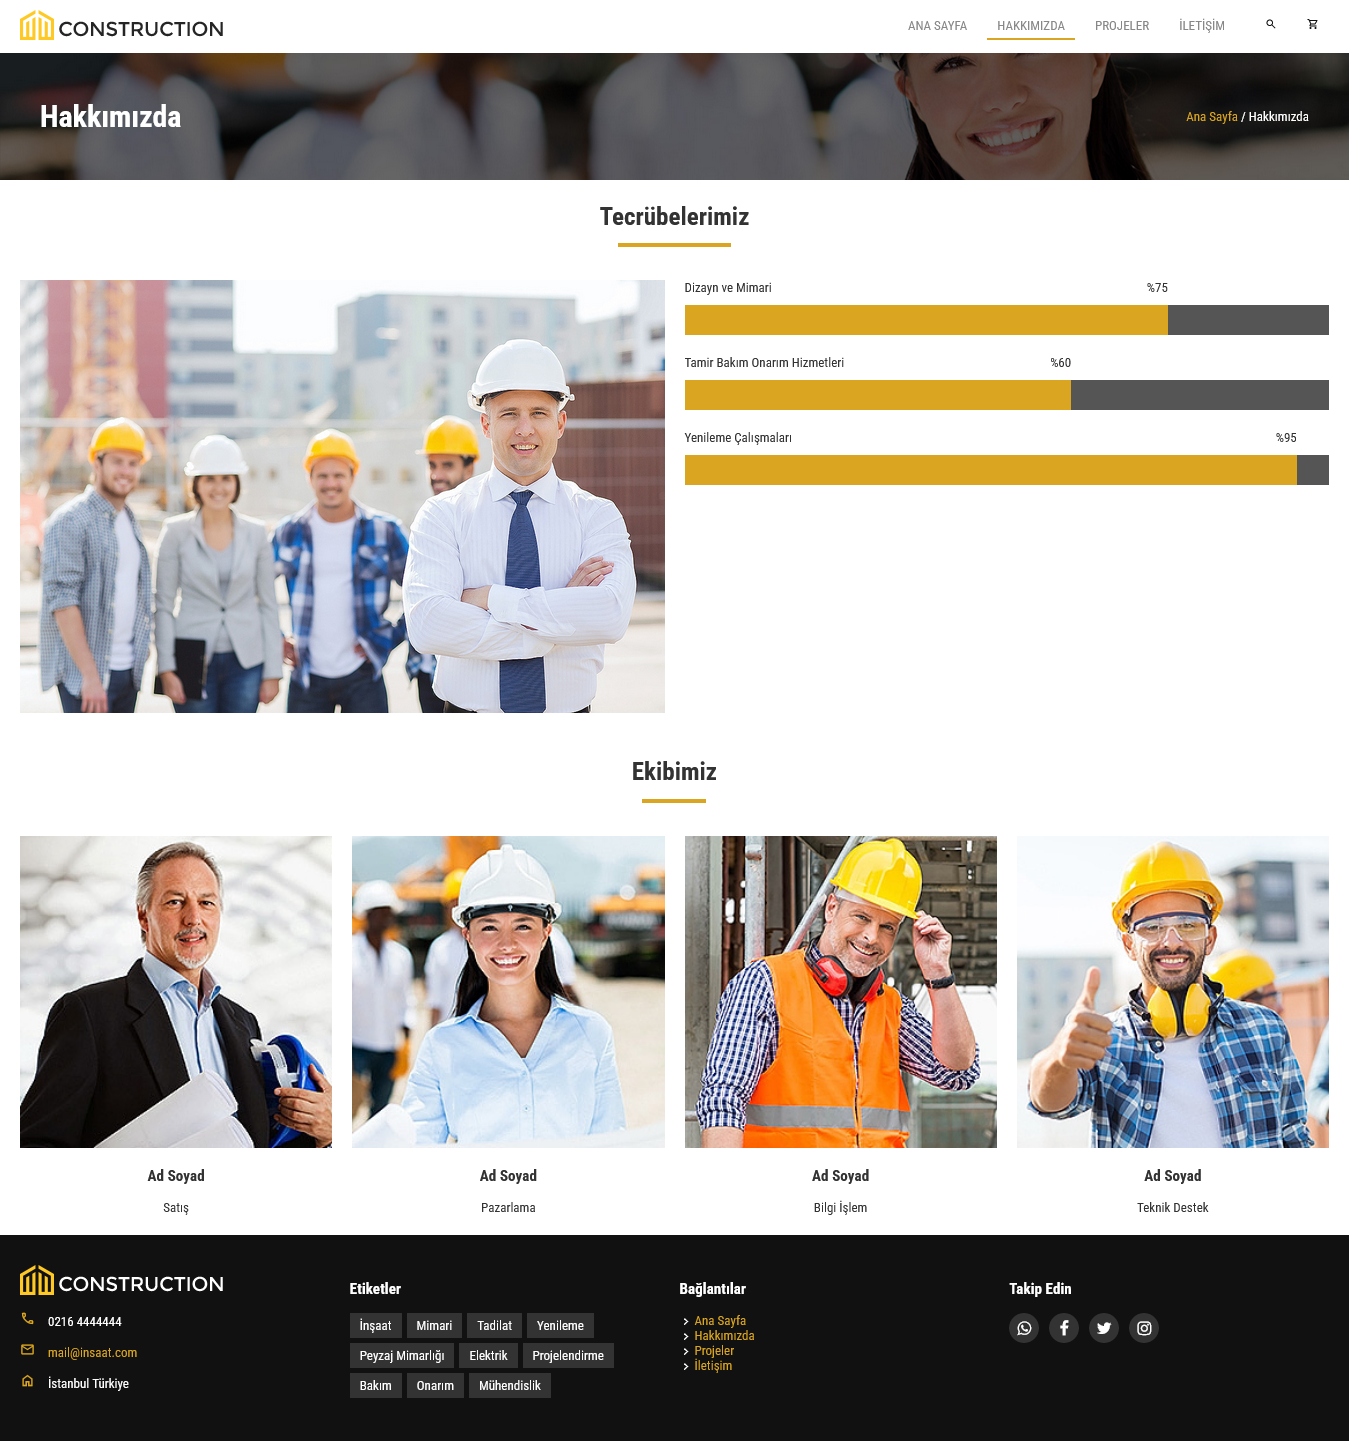 CONSTRUCTION
ANA SAYFA HAKKIMIZDA PROJELER İLETİŞİM
Hakkımızda
Ana Sayfa / Hakkımızda
Tecrübelerimiz
Dizayn ve Mimari %75
Tamir Bakım Onarım Hizmetleri %60
Yenileme Çalışmaları %95
Ekibimiz
Ad Soyad
Satış
Ad Soyad
Pazarlama
Ad Soyad
Bilgi İşlem
Ad Soyad
Teknik Destek
CONSTRUCTION
0216 4444444
mail@insaat.com
İstanbul Türkiye
Etiketler
İnşaat Mimari Tadilat Yenileme
Peyzaj Mimarlığı Elektrik Projelendirme
Bakım Onarım Mühendislik
Bağlantılar
Ana Sayfa
Hakkımızda
Projeler
İletişim
Takip Edin